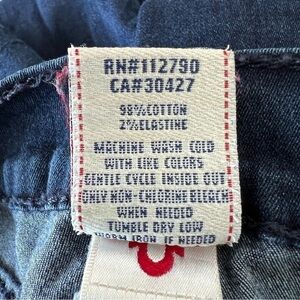 RN#112790
CA#30427
98%COTTON
2%ELASTINE
MACHINE WASH COLD
WITH LIKE COLORS
GENTLE CYCLE INSIDE OUT
ONLY NON-CHLORINE BLEACH
WHEN NEEDED
TUMBLE DRY LOW
WARM IRON IF NEEDED